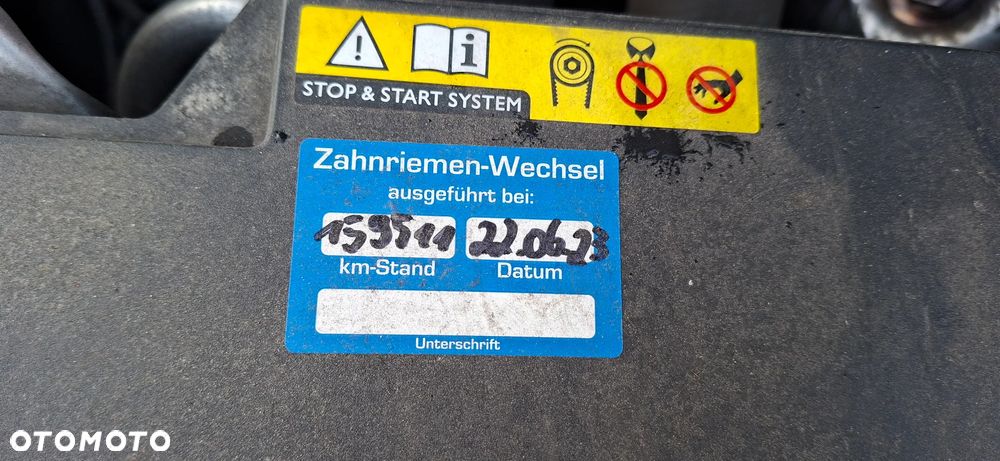 STOP & START SYSTEM
Zahnriemen-Wechsel
ausgeführt bei:
159511 22.06.23
km-Stand Datum
Unterschrift
OTOMOTO